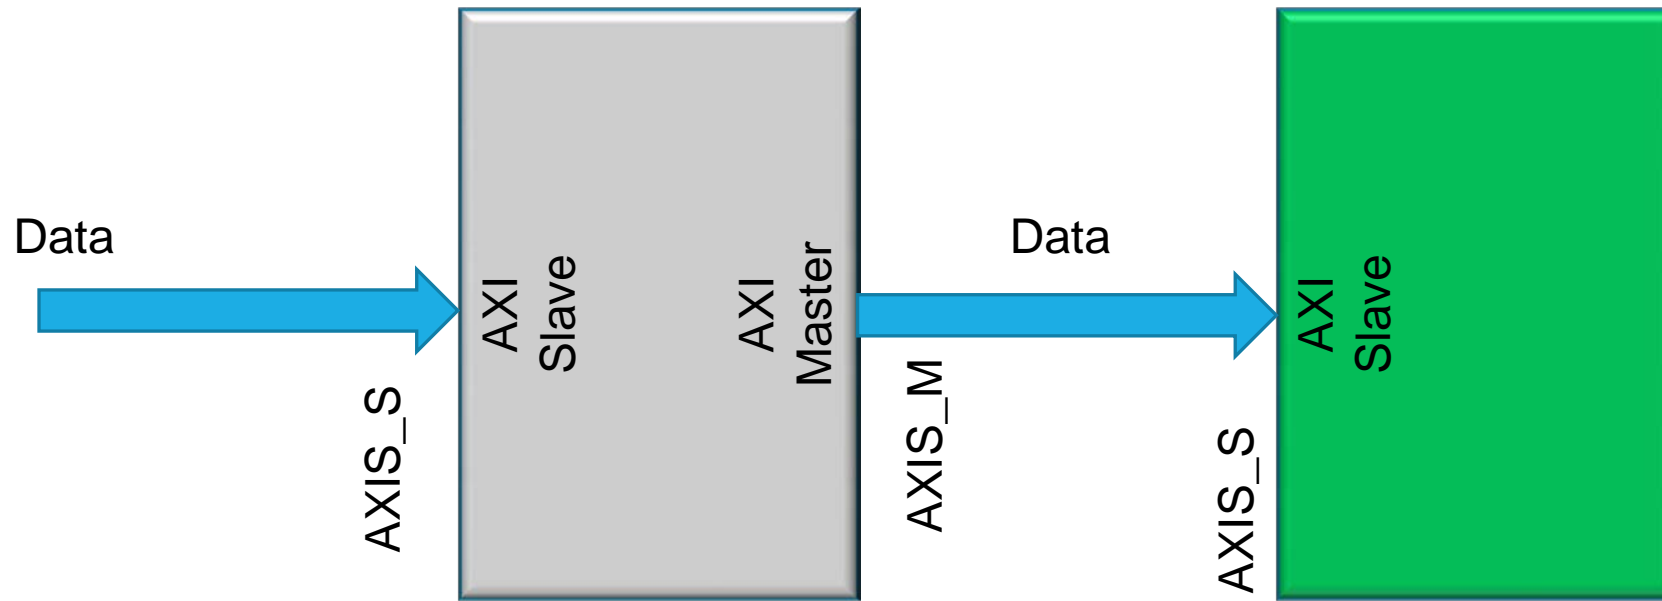 Data
AXIS_S
AXI
Slave
AXI
Master
Data
AXIS_M
AXIS_S
AXI
Slave